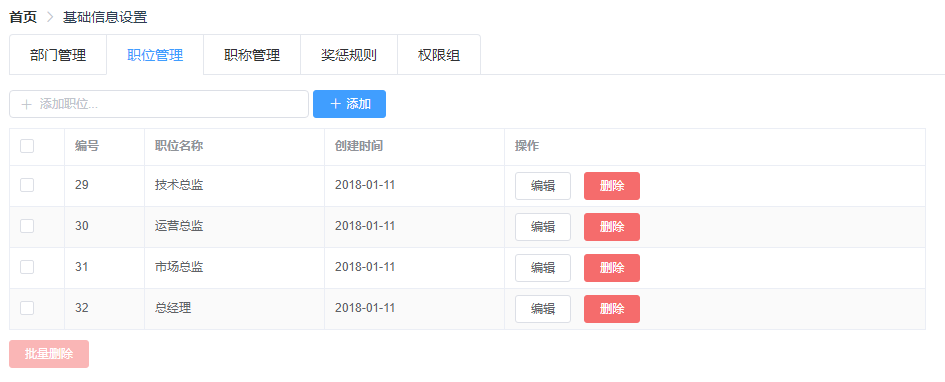 首页 > 基础信息设置
部门管理 职位管理 职称管理 奖惩规则 权限组
添加职位... 添加
编号 职位名称 创建时间 操作
29 技术总监 2018-01-11 编辑 删除
30 运营总监 2018-01-11 编辑 删除
31 市场总监 2018-01-11 编辑 删除
32 总经理 2018-01-11 编辑 删除
批量删除